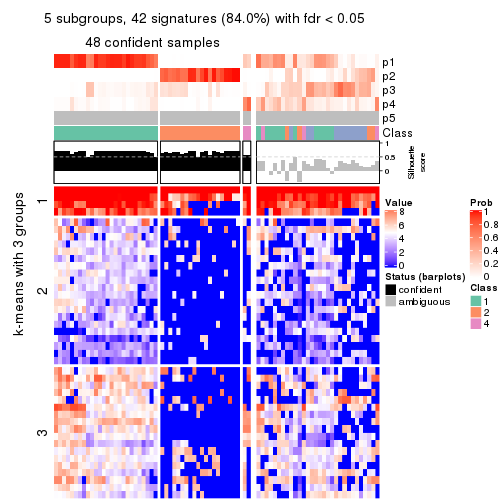 5 subgroups, 42 signatures (84.0%) with fdr < 0.05
48 confident samples
p1
p2
p3
p4
p5
Class
1
0.5
0
Silhouette
score
k-means with 3 groups
1
2
3
Value
8
6
4
2
0
Status (barplots)
confident
ambiguous
Prob
1
0.8
0.6
0.4
0.2
0
Class
1
2
4